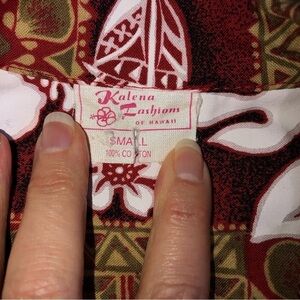 Kalena
Fashions
OF HAWAII
SMALL
100% COTTON